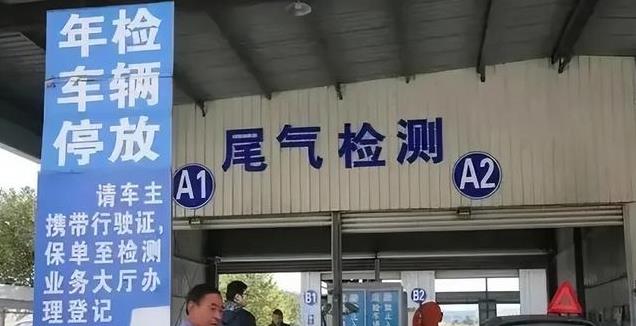 年检
车辆
停放
请车主
携带行驶证,
保单至检测
业务大厅办
理登记
尾气检测
A1
A2
B1
B2